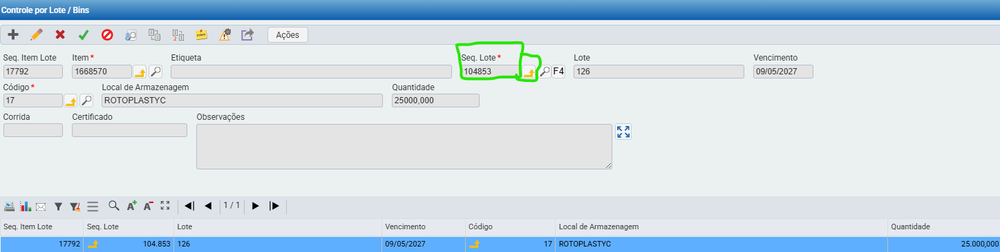 Controle por Lote / Bins
Ações
Seq. Item Lote Item * Etiqueta Seq. Lote * Lote Vencimento
17792 1668570 104853 F4 126 09/05/2027
Código * Local de Armazenagem Quantidade
17 ROTOPLASTYC 25000,000
Corrida Certificado Observações
1 / 1
Seq. Item Lote Seq. Lote Lote Vencimento Código Local de Armazenagem Quantidade
17792 104.853 126 09/05/2027 17 ROTOPLASTYC 25.000,000